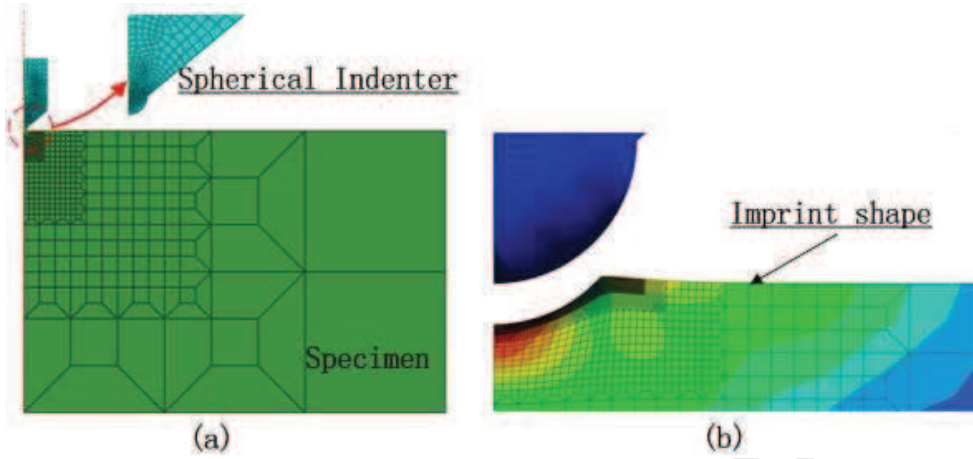 Spherical Indenter
Imprint shape
Specimen
(a)
(b)